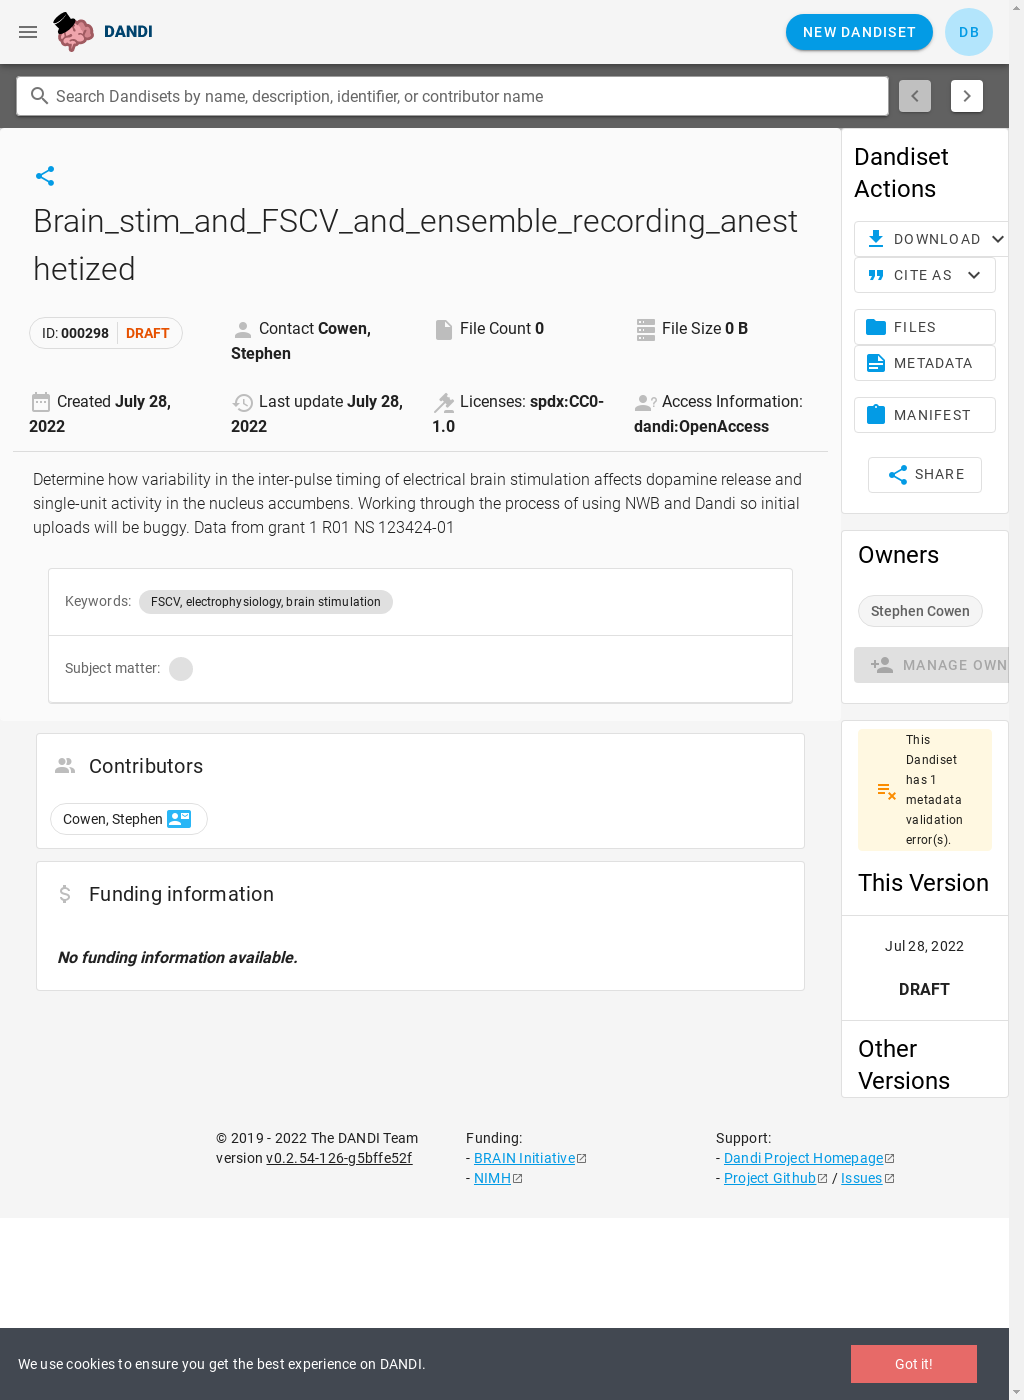 DANDI
NEW DANDISET
DB
Search Dandisets by name, description, identifier, or contributor name
Brain_stim_and_FSCV_and_ensemble_recording_anest
hetized
ID: 000298 DRAFT
Contact Cowen,
Stephen
File Count 0
File Size 0 B
Created July 28,
2022
Last update July 28,
2022
Licenses: spdx:CC0-
1.0
Access Information:
dandi:OpenAccess
Determine how variability in the inter-pulse timing of electrical brain stimulation affects dopamine release and
single-unit activity in the nucleus accumbens. Working through the process of using NWB and Dandi so initial
uploads will be buggy. Data from grant 1 R01 NS 123424-01
Keywords: FSCV, electrophysiology, brain stimulation
Subject matter:
Contributors
Cowen, Stephen
Funding information
No funding information available.
Dandiset
Actions
DOWNLOAD
CITE AS
FILES
METADATA
MANIFEST
SHARE
Owners
Stephen Cowen
MANAGE OWN
This
Dandiset
has 1
metadata
validation
error(s).
This Version
Jul 28, 2022
DRAFT
Other
Versions
© 2019 - 2022 The DANDI Team
version v0.2.54-126-g5bffe52f
Funding:
- BRAIN Initiative
- NIMH
Support:
- Dandi Project Homepage
- Project Github / Issues
We use cookies to ensure you get the best experience on DANDI.
Got it!